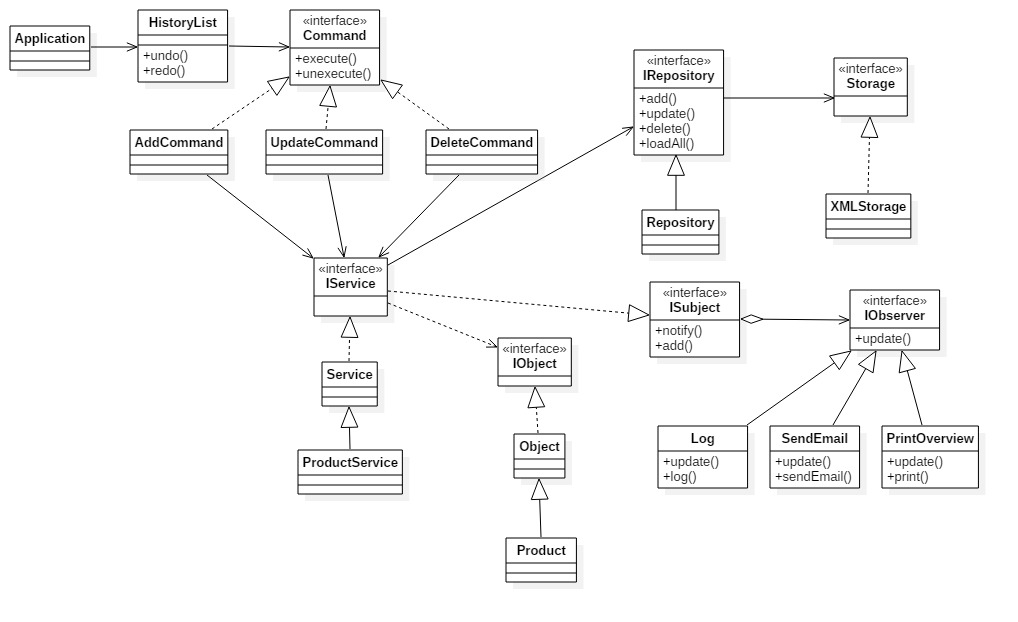 Application
HistoryList
+undo()
+redo()
«interface»
Command
+execute()
+unexecute()
AddCommand
UpdateCommand
DeleteCommand
«interface»
IRepository
+add()
+update()
+delete()
+loadAll()
«interface»
Storage
Repository
XMLStorage
«interface»
IService
«interface»
ISubject
+notify()
+add()
«interface»
IObserver
+update()
«interface»
IObject
Service
ProductService
Object
Product
Log
+update()
+log()
SendEmail
+update()
+sendEmail()
PrintOverview
+update()
+print()